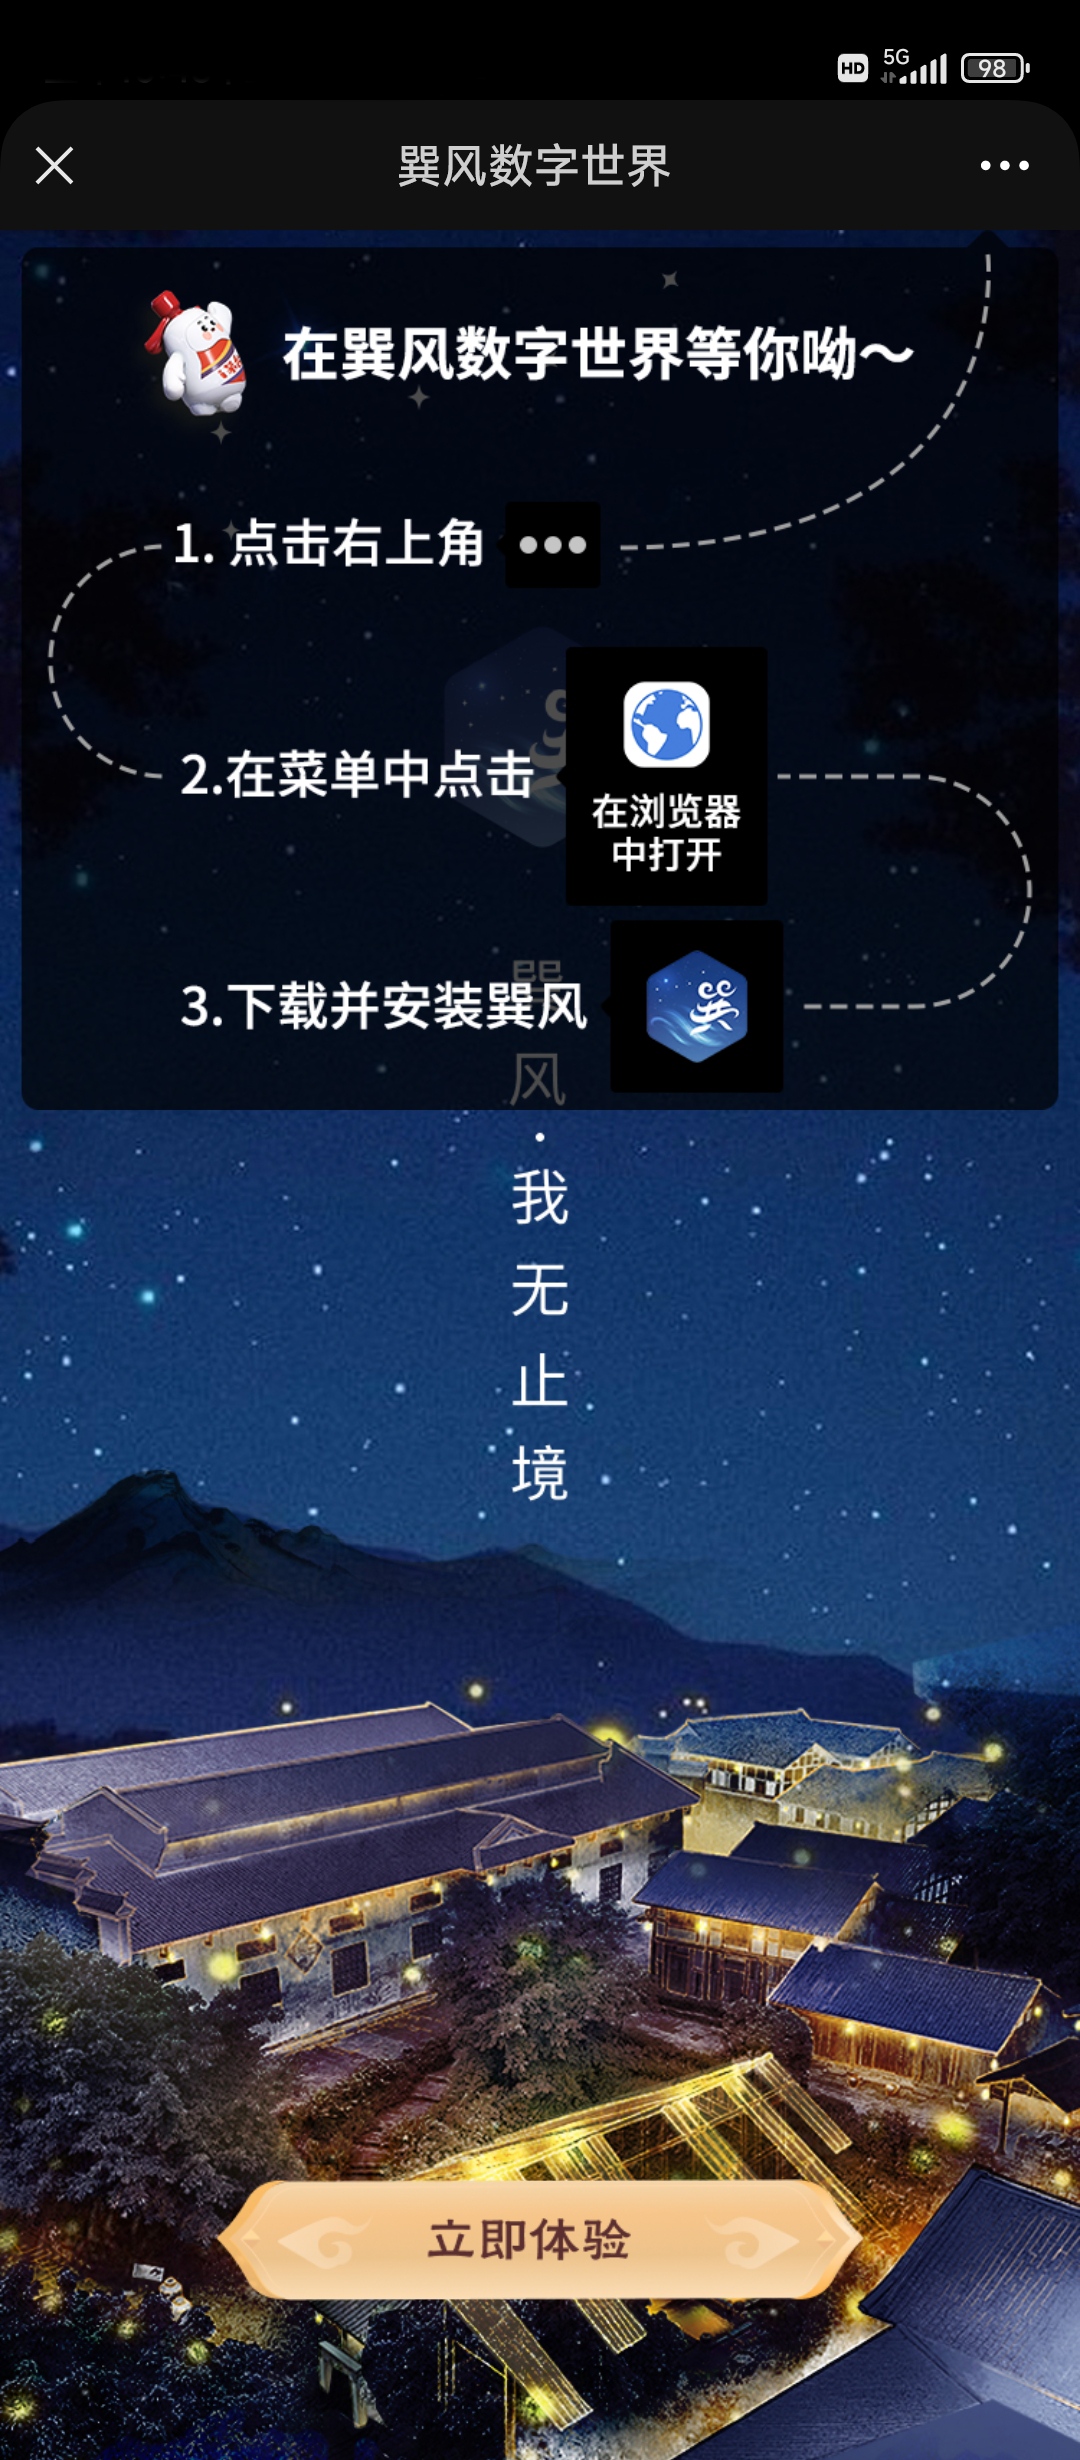 HD 5G 98
巽风数字世界
在巽风数字世界等你呦～
1. 点击右上角
2.在菜单中点击
在浏览器
中打开
3.下载并安装巽风
巽
风
·
我
无
止
境
立即体验